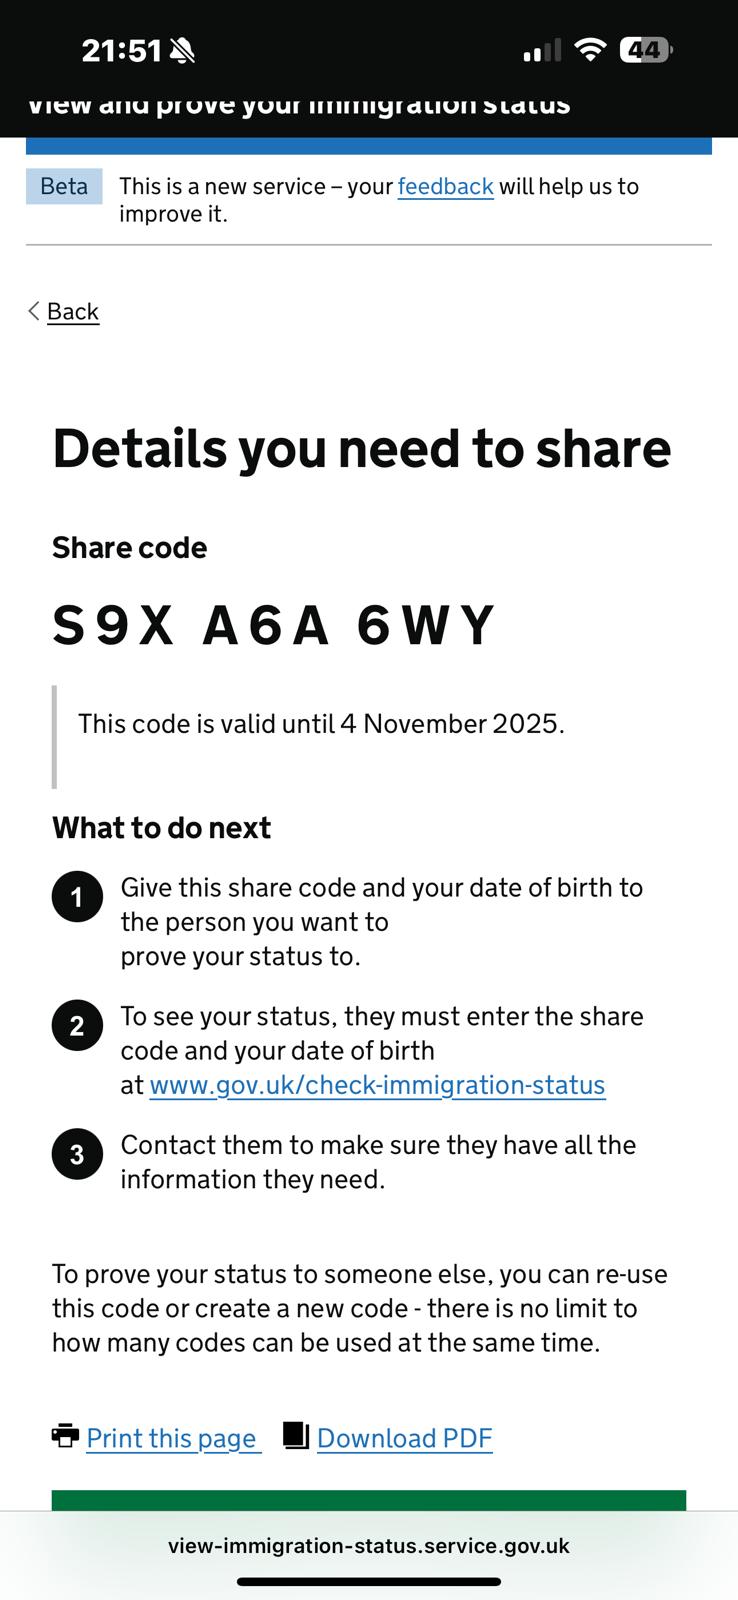 21:51
44
View and prove your immigration status
Beta
This is a new service – your feedback will help us to
improve it.
Back
Details you need to share
Share code
S9X A6A 6WY
This code is valid until 4 November 2025.
What to do next
1
Give this share code and your date of birth to
the person you want to
prove your status to.
2
To see your status, they must enter the share
code and your date of birth
at www.gov.uk/check-immigration-status
3
Contact them to make sure they have all the
information they need.
To prove your status to someone else, you can re-use
this code or create a new code - there is no limit to
how many codes can be used at the same time.
Print this page
Download PDF
view-immigration-status.service.gov.uk